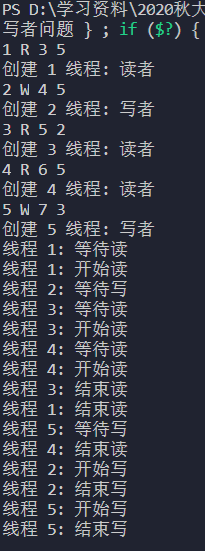 PS D:\学习资料\2020秋大
写者问题 } ; if ($?) {
1 R 3 5
创建 1 线程: 读者
2 W 4 5
创建 2 线程: 写者
3 R 5 2
创建 3 线程: 读者
4 R 6 5
创建 4 线程: 读者
5 W 7 3
创建 5 线程: 写者
线程 1: 等待读
线程 1: 开始读
线程 2: 等待写
线程 3: 等待读
线程 3: 开始读
线程 4: 等待读
线程 4: 开始读
线程 3: 结束读
线程 1: 结束读
线程 5: 等待写
线程 4: 结束读
线程 2: 开始写
线程 2: 结束写
线程 5: 开始写
线程 5: 结束写